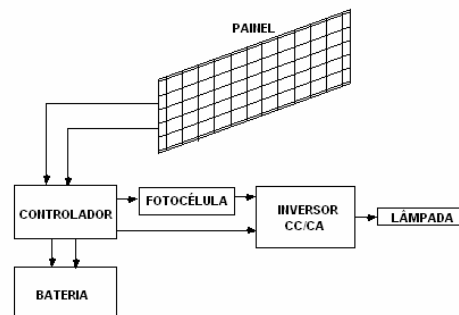 PAINEL
FOTOCÉLULA
CONTROLADOR
INVERSOR
CC/CA
LÂMPADA
BATERIA